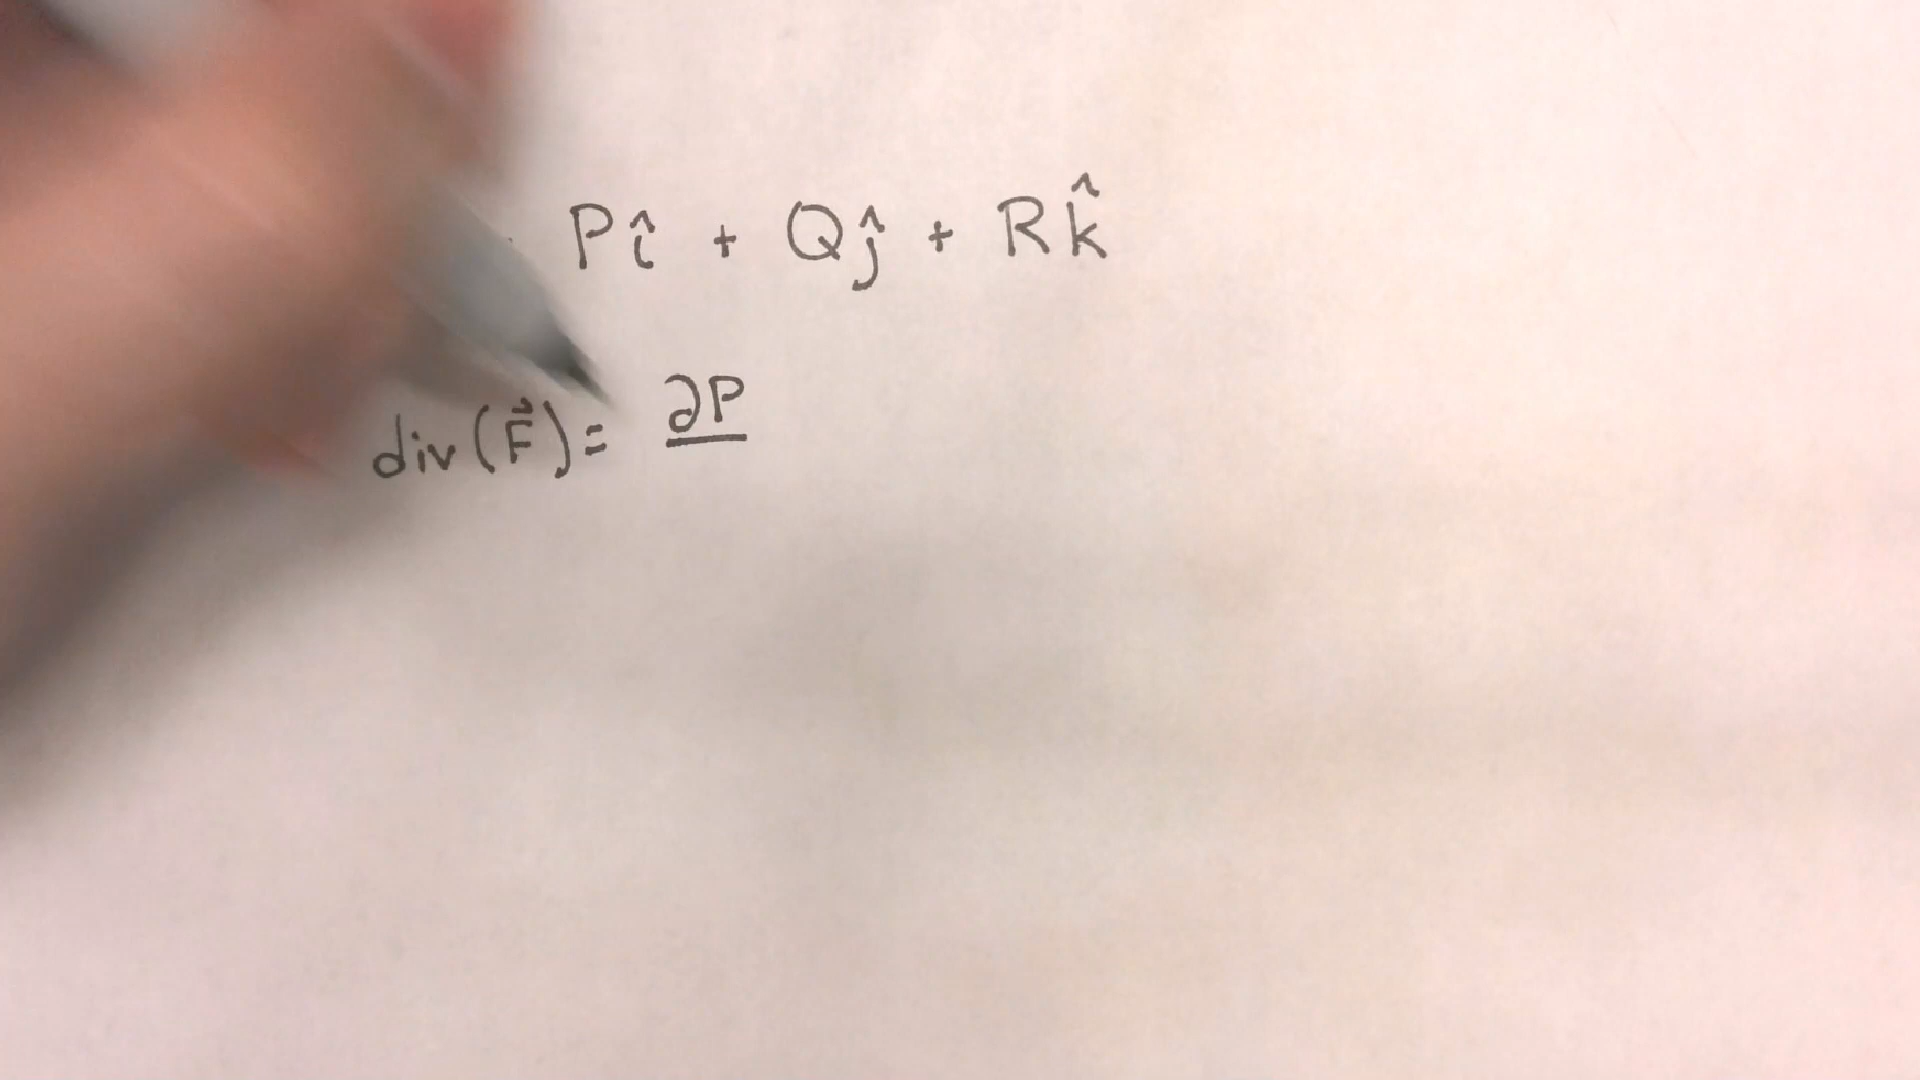 Pî + Qĵ + Rk̂
div(F⃗) = ∂P